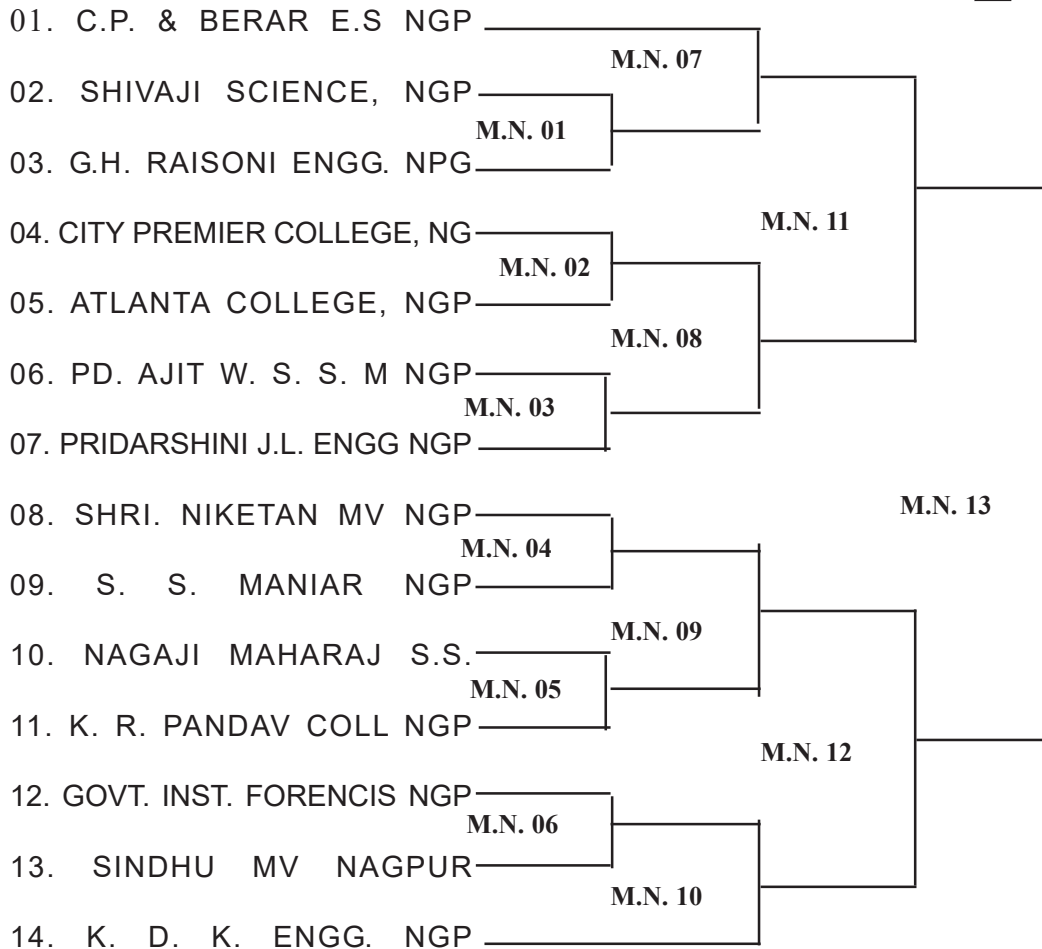 01. C.P. & BERAR E.S NGP
M.N. 07
02. SHIVAJI SCIENCE, NGP
M.N. 01
03. G.H. RAISONI ENGG. NPG
M.N. 11
04. CITY PREMIER COLLEGE, NG
M.N. 02
05. ATLANTA COLLEGE, NGP
M.N. 08
06. PD. AJIT W. S. S. M NGP
M.N. 03
07. PRIDARSHINI J.L. ENGG NGP
M.N. 13
08. SHRI. NIKETAN MV NGP
M.N. 04
09. S. S. MANIAR NGP
M.N. 09
10. NAGAJI MAHARAJ S.S.
M.N. 05
11. K. R. PANDAV COLL NGP
M.N. 12
12. GOVT. INST. FORENCIS NGP
M.N. 06
13. SINDHU MV NAGPUR
M.N. 10
14. K. D. K. ENGG. NGP